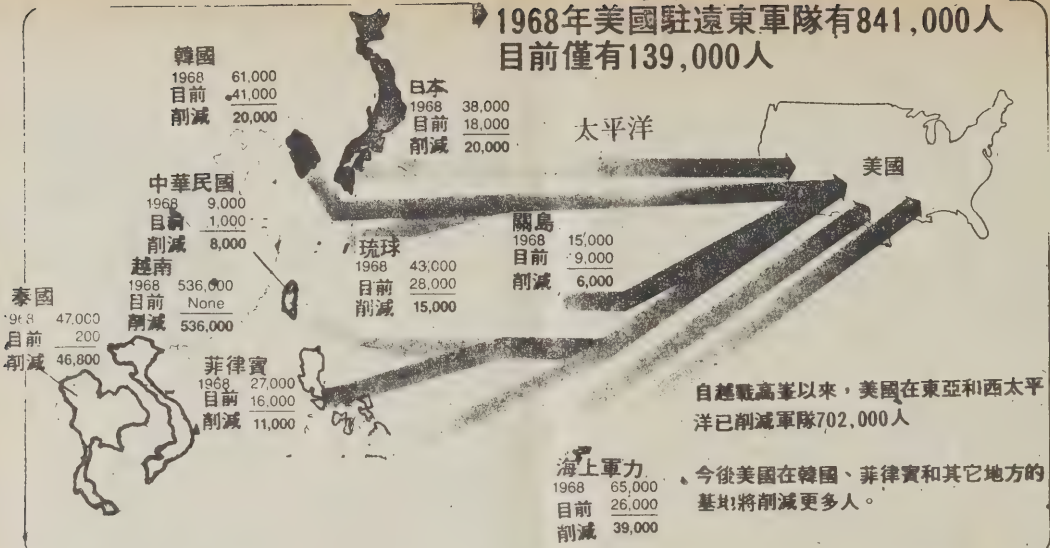 1968年美國駐遠東軍隊有841,000人
目前僅有139,000人
韓國
1968 61,000
目前 41,000
削減 20,000
日本
1968 38,000
目前 18,000
削減 20,000
太平洋
美國
中華民國
1968 9,000
目前 1,000
削減 8,000
琉球
1968 43,000
目前 28,000
削減 15,000
關島
1968 15,000
目前 9,000
削減 6,000
越南
1968 536,000
目前 None
削減 536,000
泰國
1968 47,000
目前 200
削減 46,800
菲律賓
1968 27,000
目前 16,000
削減 11,000
自越戰高峯以來，美國在東亞和西太平
洋已削減軍隊702,000人
海上軍力
1968 65,000
目前 26,000
削減 39,000
今後美國在韓國、菲律賓和其它地方的
基地將削減更多人。